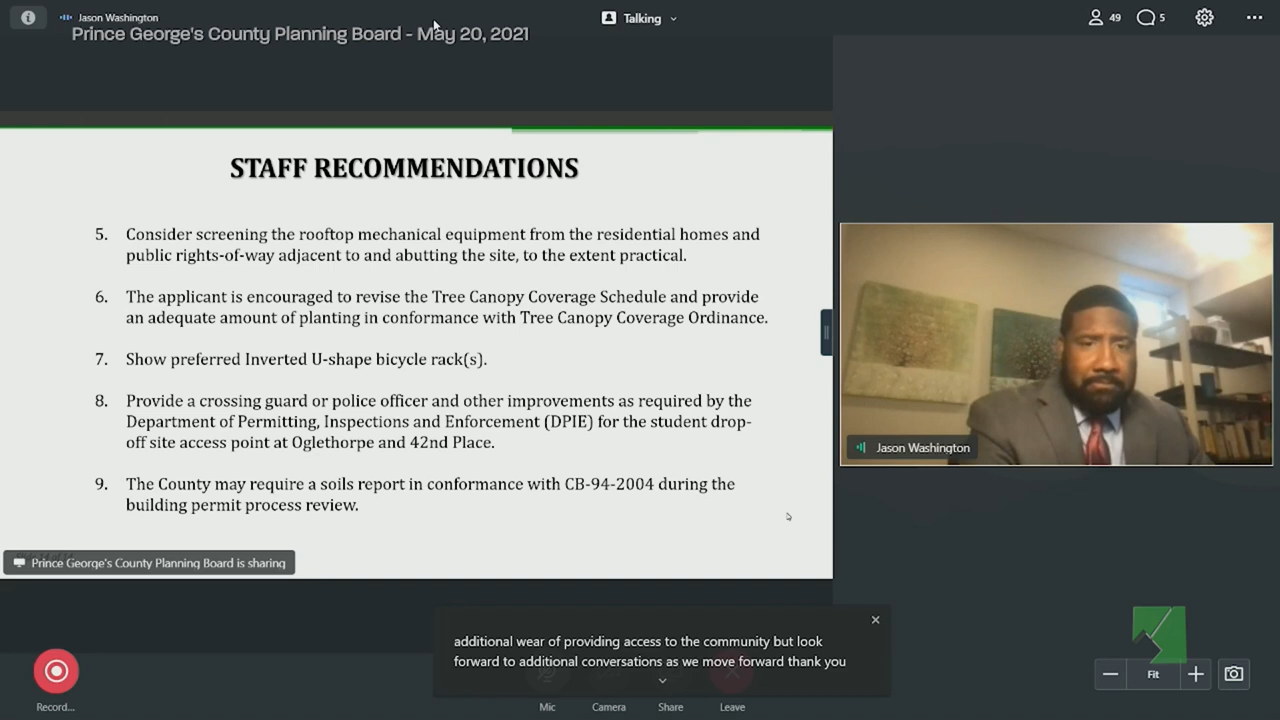 Jason Washington
Talking
49
5
Prince George's County Planning Board - May 20, 2021
STAFF RECOMMENDATIONS
5. Consider screening the rooftop mechanical equipment from the residential homes and
public rights-of-way adjacent to and abutting the site, to the extent practical.
6. The applicant is encouraged to revise the Tree Canopy Coverage Schedule and provide
an adequate amount of planting in conformance with Tree Canopy Coverage Ordinance.
7. Show preferred Inverted U-shape bicycle rack(s).
8. Provide a crossing guard or police officer and other improvements as required by the
Department of Permitting, Inspections and Enforcement (DPIE) for the student drop-
off site access point at Oglethorpe and 42nd Place.
9. The County may require a soils report in conformance with CB-94-2004 during the
building permit process review.
Jason Washington
Prince George's County Planning Board is sharing
additional wear of providing access to the community but look
forward to additional conversations as we move forward thank you
Fit
Record...
Mic
Camera
Share
Leave